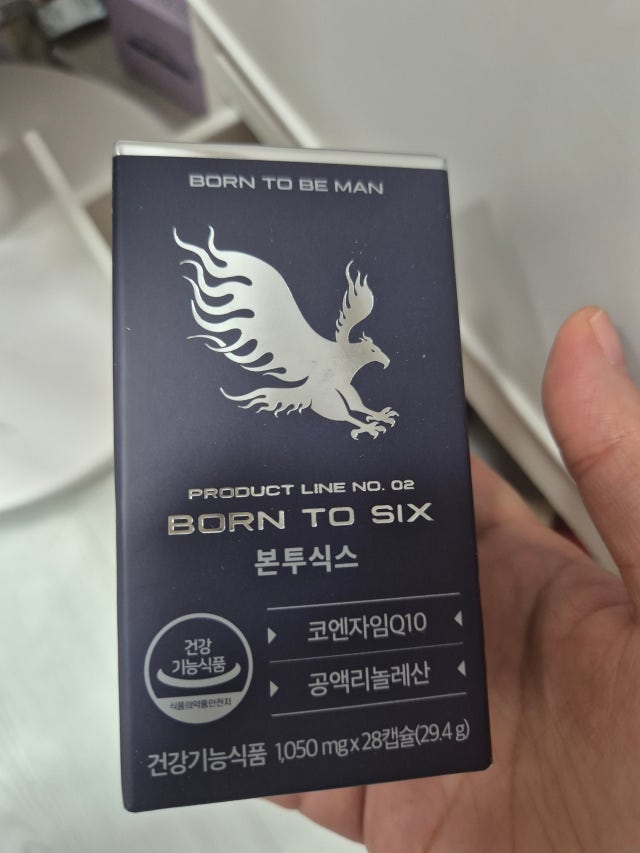 BORN TO BE MAN
PRODUCT LINE NO. 02
BORN TO SIX
본투식스
건강
기능식품
식품의약품안전처
코엔자임Q10
공액리놀레산
건강기능식품 1,050 mg x 28캡슐(29.4 g)